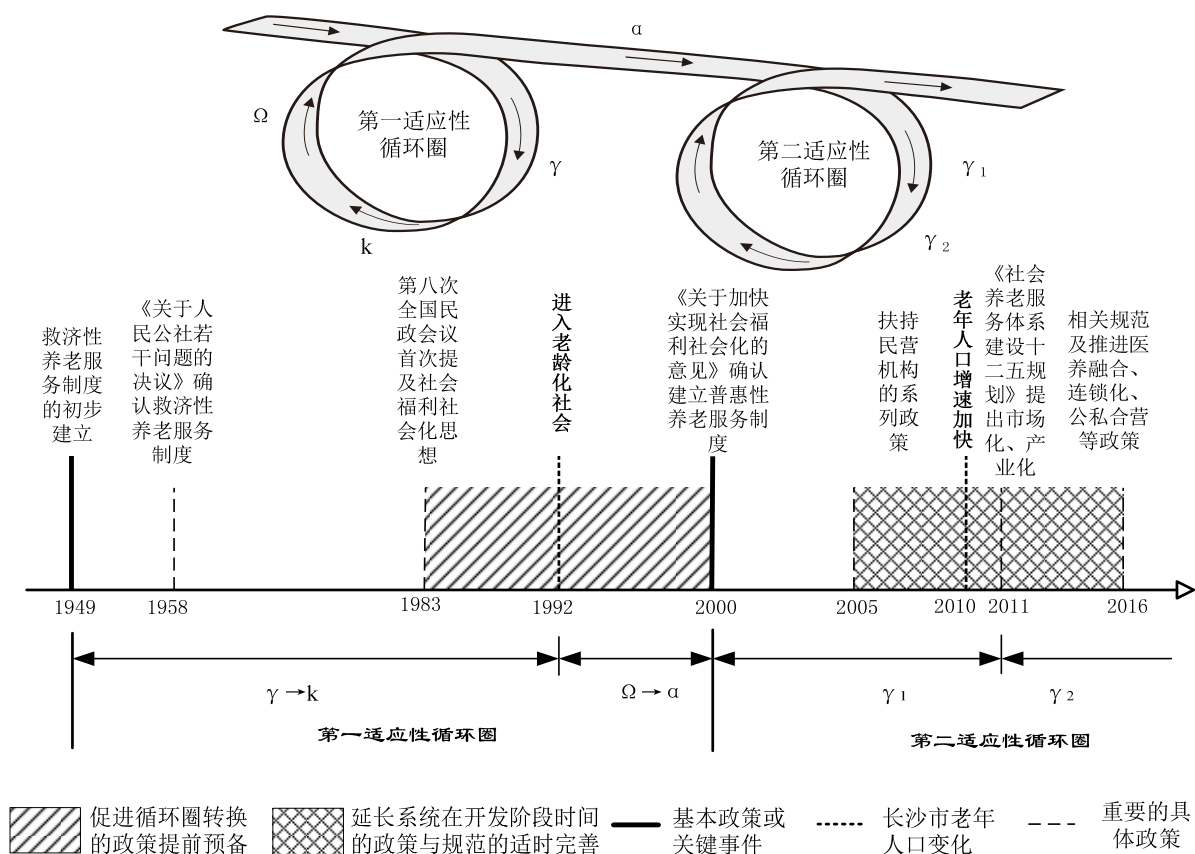 α
Ω
第一适应性
循环圈
γ
k
第二适应性
循环圈
γ 1
γ 2
救济性
养老服
务制度
的初步
建立
《关于人
民公社若
干问题的
决议》确
认救济性
养老服务
制度
第八次
全国民
政会议
首次提
及社会
福利社
会化思
想
进入老龄化社会
《关于加快
实现社会福
利社会化的
意见》确认
建立普惠性
养老服务制
度
扶持
民营
机构
的系
列政
策
老年人口增速加快
《社会
养老服
务体系
建设十
二五规
划》提
出市场
化、产
业化
相关规范
及推进医
养融合、
连锁化、
公私合营
等政策
1949
1958
1983
1992
2000
2005
2010
2011
2016
γ→k
Ω→α
γ 1
γ 2
第一适应性循环圈
第二适应性循环圈
促进循环圈转换
的政策提前预备
延长系统在开发阶段时间
的政策与规范的适时完善
基本政策或
关键事件
长沙市老年
人口变化
重要的具
体政策